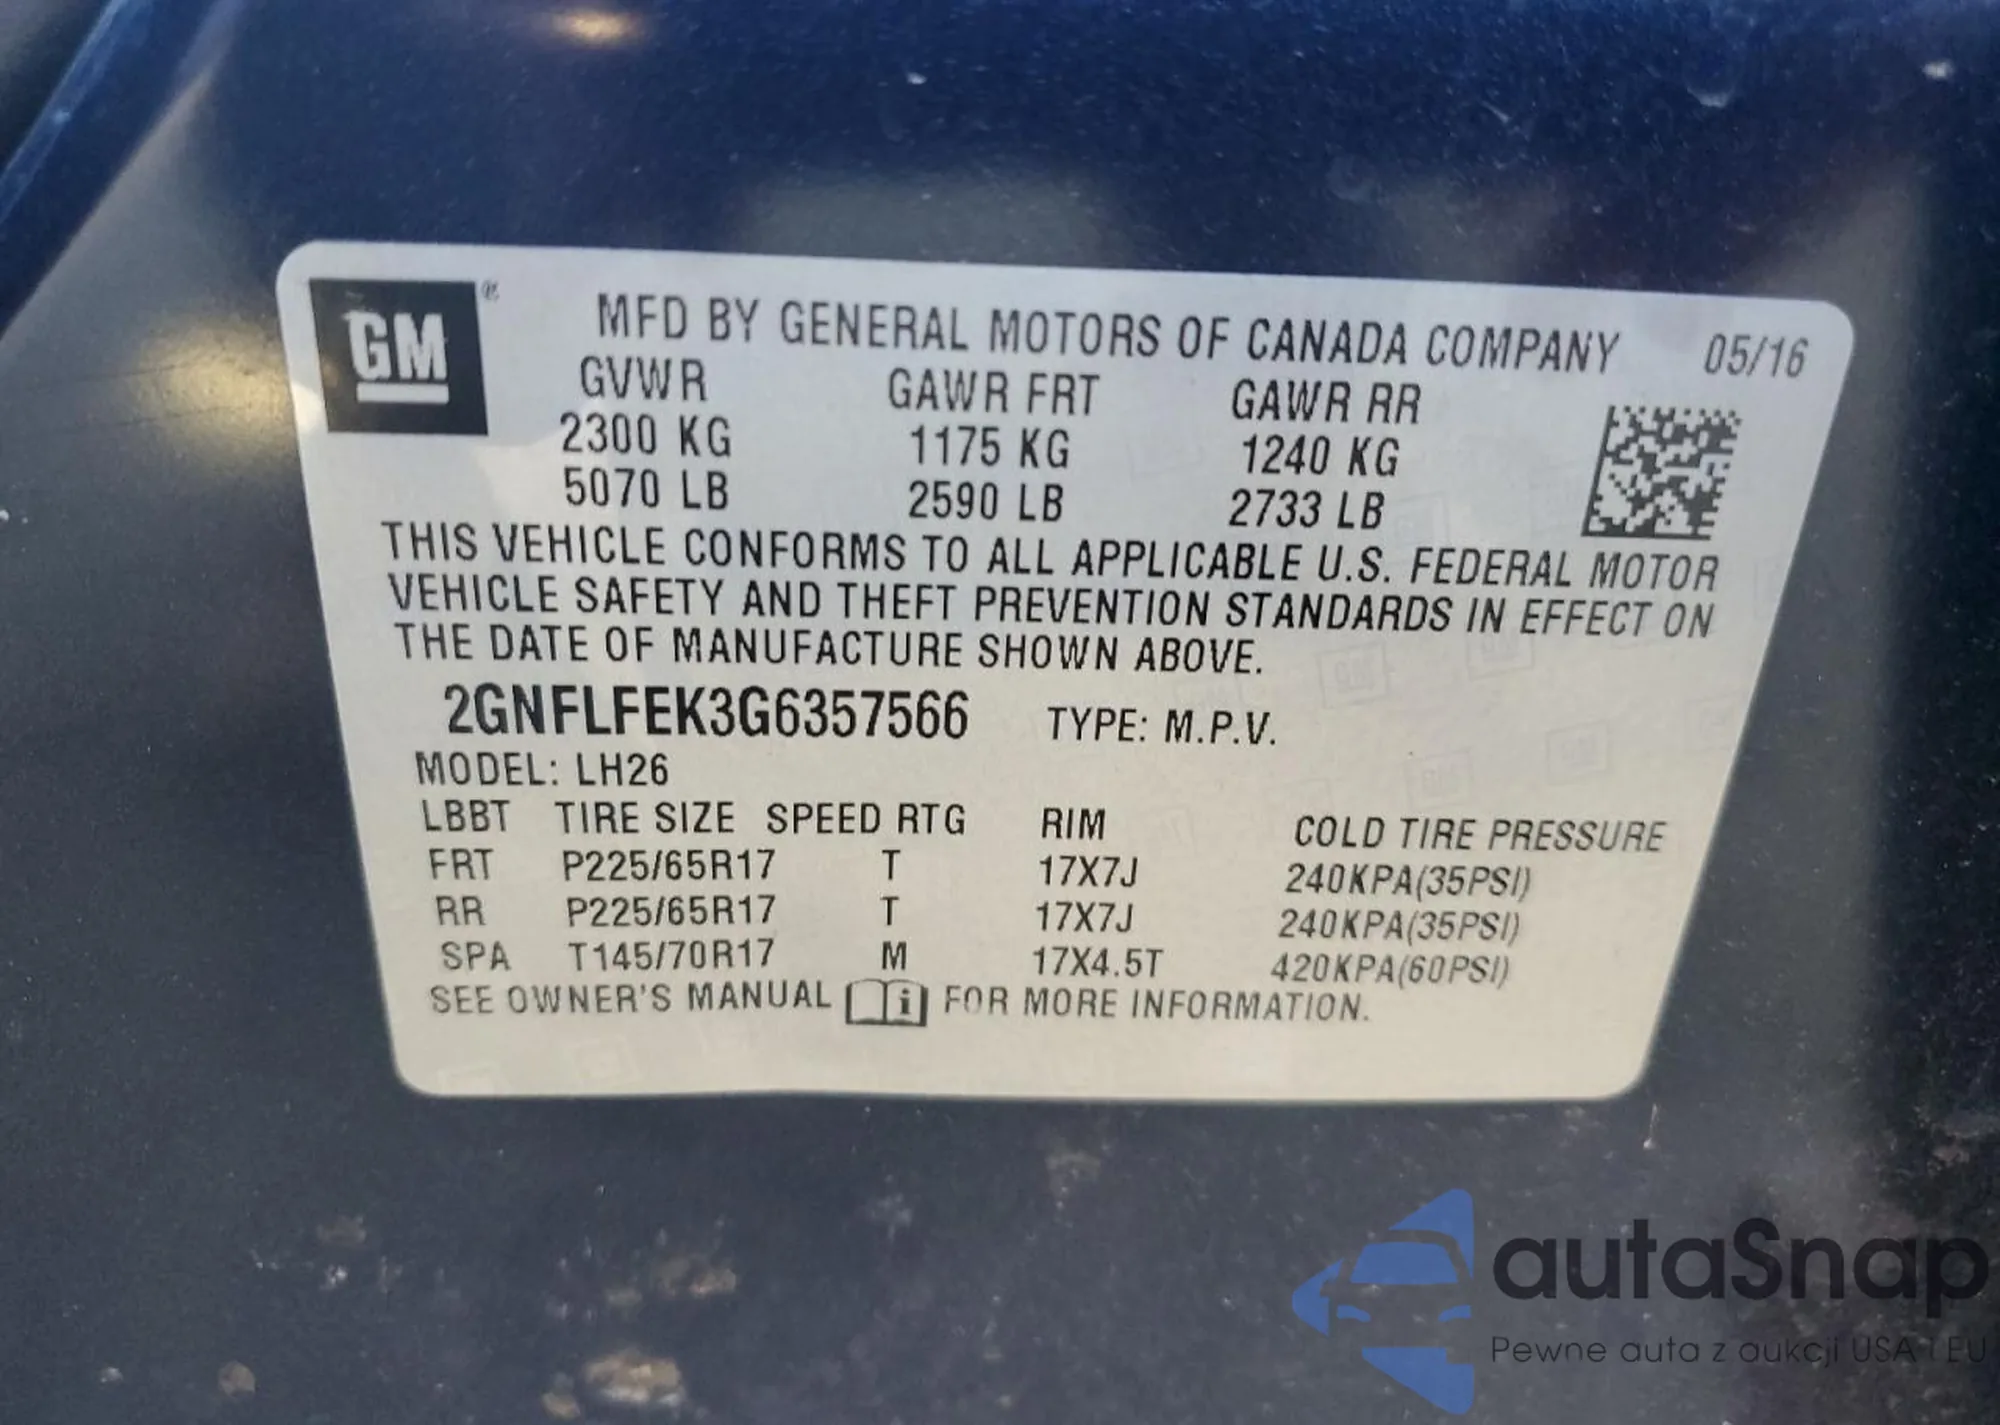 GM®
MFD BY GENERAL MOTORS OF CANADA COMPANY 05/16
GVWR GAWR FRT GAWR RR
2300 KG 1175 KG 1240 KG
5070 LB 2590 LB 2733 LB
THIS VEHICLE CONFORMS TO ALL APPLICABLE U.S. FEDERAL MOTOR
VEHICLE SAFETY AND THEFT PREVENTION STANDARDS IN EFFECT ON
THE DATE OF MANUFACTURE SHOWN ABOVE.
2GNFLFEK3G6357566 TYPE: M.P.V.
MODEL: LH26
LBBT TIRE SIZE SPEED RTG RIM COLD TIRE PRESSURE
FRT P225/65R17 T 17X7J 240KPA(35PSI)
RR P225/65R17 T 17X7J 240KPA(35PSI)
SPA T145/70R17 M 17X4.5T 420KPA(60PSI)
SEE OWNER'S MANUAL i FOR MORE INFORMATION.
autaSnap
Pewne auta z aukcji USA i EU